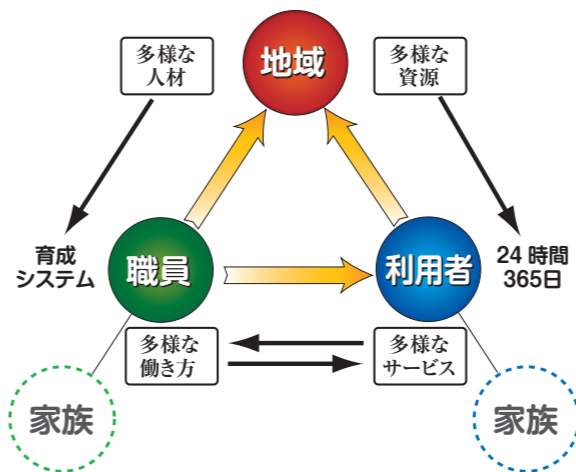 多様な
人材
地域
多様な
資源
育成
システム
職員
利用者
24時間
365日
多様な
働き方
多様な
サービス
家族
家族